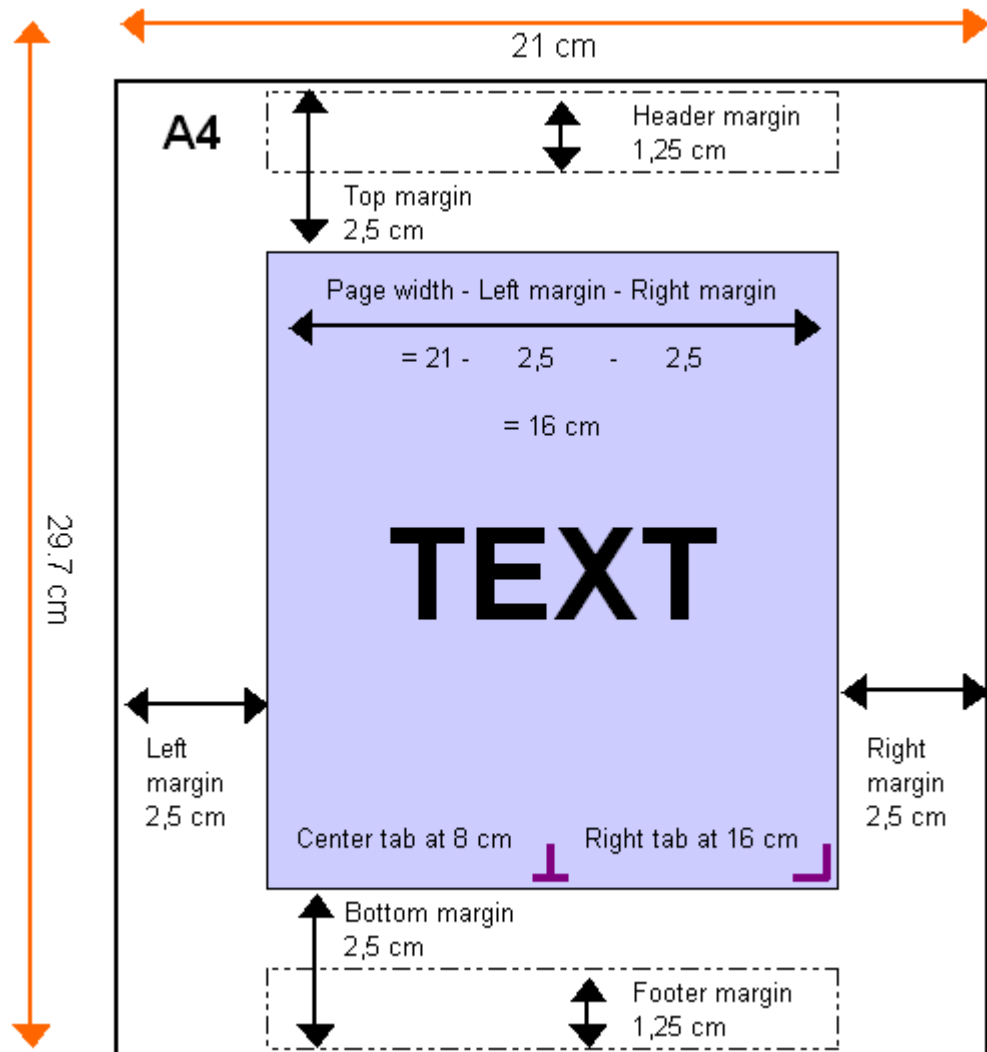 21 cm
A4
Header margin
1,25 cm
Top margin
2,5 cm
Page width - Left margin - Right margin
= 21 - 2,5 - 2,5
= 16 cm
TEXT
29.7 cm
Left
margin
2,5 cm
Right
margin
2,5 cm
Center tab at 8 cm
Right tab at 16 cm
Bottom margin
2,5 cm
Footer margin
1,25 cm